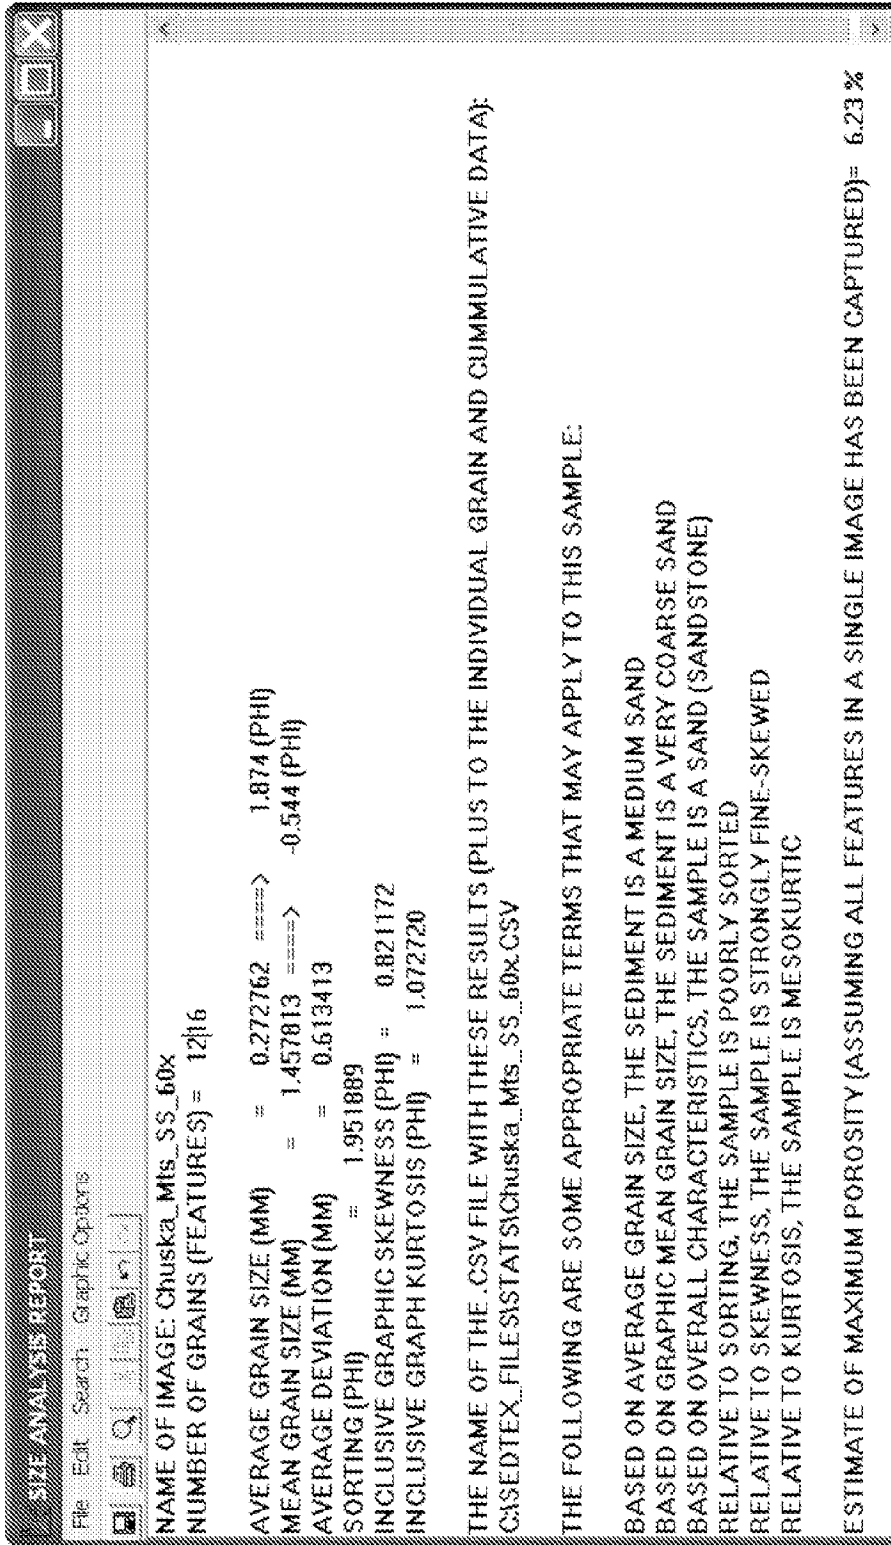 SIZE ANALYSIS REPORT
File Edit Search Graphic Options
NAME OF IMAGE: Chuska_Mts_SS_60x
NUMBER OF GRAINS (FEATURES) = 12|16
AVERAGE GRAIN SIZE (MM) = 0.272762 ====> 1.874 (PHI)
MEAN GRAIN SIZE (MM) = 1.457813 ====> -0.544 (PHI)
AVERAGE DEVIATION (MM) = 0.613413
SORTING (PHI) = 1.951889
INCLUSIVE GRAPHIC SKEWNESS (PHI) = 0.821172
INCLUSIVE GRAPH KURTOSIS (PHI) = 1.072720
THE NAME OF THE .CSV FILE WITH THESE RESULTS (PLUS TO THE INDIVIDUAL GRAIN AND CUMMULATIVE DATA):
C:\SEDTEX_FILES\STATS\Chuska_Mts_SS_60x.CSV
THE FOLLOWING ARE SOME APPROPRIATE TERMS THAT MAY APPLY TO THIS SAMPLE:
BASED ON AVERAGE GRAIN SIZE, THE SEDIMENT IS A MEDIUM SAND
BASED ON GRAPHIC MEAN GRAIN SIZE, THE SEDIMENT IS A VERY COARSE SAND
BASED ON OVERALL CHARACTERISTICS, THE SAMPLE IS A SAND (SANDSTONE)
RELATIVE TO SORTING, THE SAMPLE IS POORLY SORTED
RELATIVE TO SKEWNESS, THE SAMPLE IS STRONGLY FINE-SKEWED
RELATIVE TO KURTOSIS, THE SAMPLE IS MESOKURTIC
ESTIMATE OF MAXIMUM POROSITY (ASSUMING ALL FEATURES IN A SINGLE IMAGE HAS BEEN CAPTURED)= 6.23 %